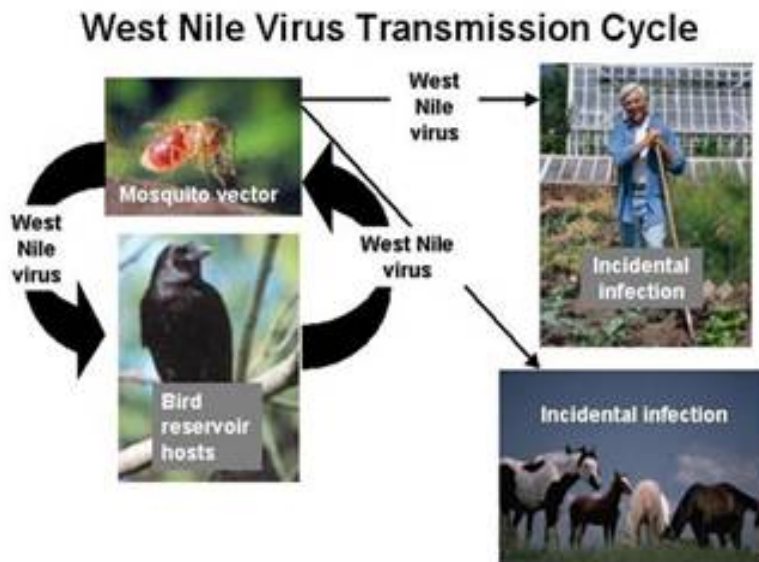 West Nile Virus Transmission Cycle
West
Nile
virus
Mosquito vector
West
Nile
virus
West Nile
virus
Incidental
infection
Bird
reservoir
hosts
Incidental infection